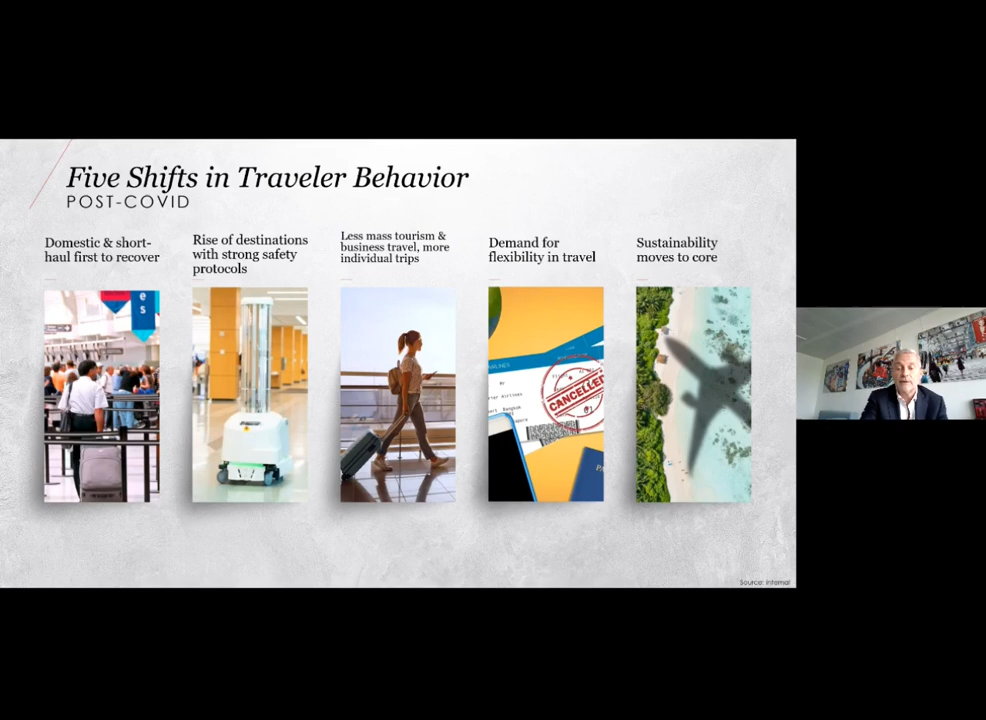 Five Shifts in Traveler Behavior
POST-COVID
Domestic & short-
haul first to recover
Rise of destinations
with strong safety
protocols
Less mass tourism &
business travel, more
individual trips
Demand for
flexibility in travel
Sustainability
moves to core
e
s
CANCELLED
Source: Internal